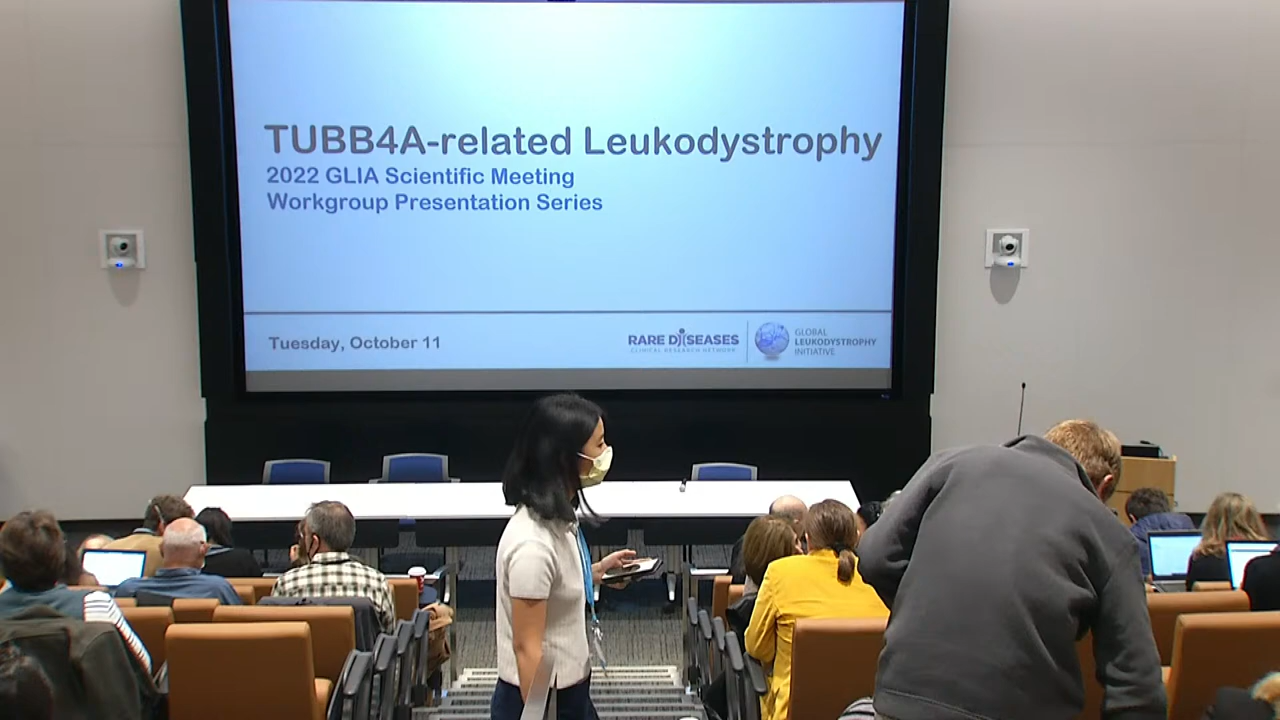 TUBB4A-related Leukodystrophy
2022 GLIA Scientific Meeting
Workgroup Presentation Series
Tuesday, October 11
RARE DISEASES
CLINICAL RESEARCH NETWORK
GLOBAL
LEUKODYSTROPHY
INITIATIVE